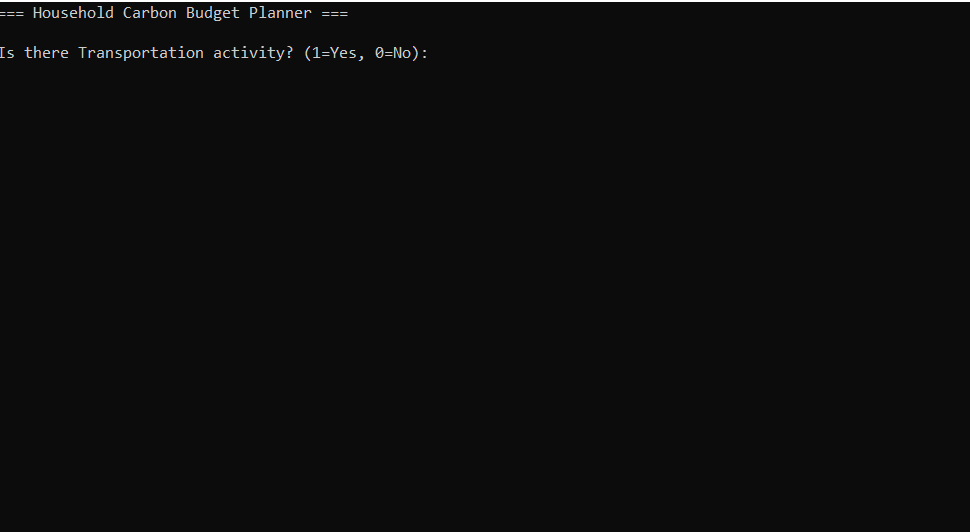 === Household Carbon Budget Planner ===
Is there Transportation activity? (1=Yes, 0=No):